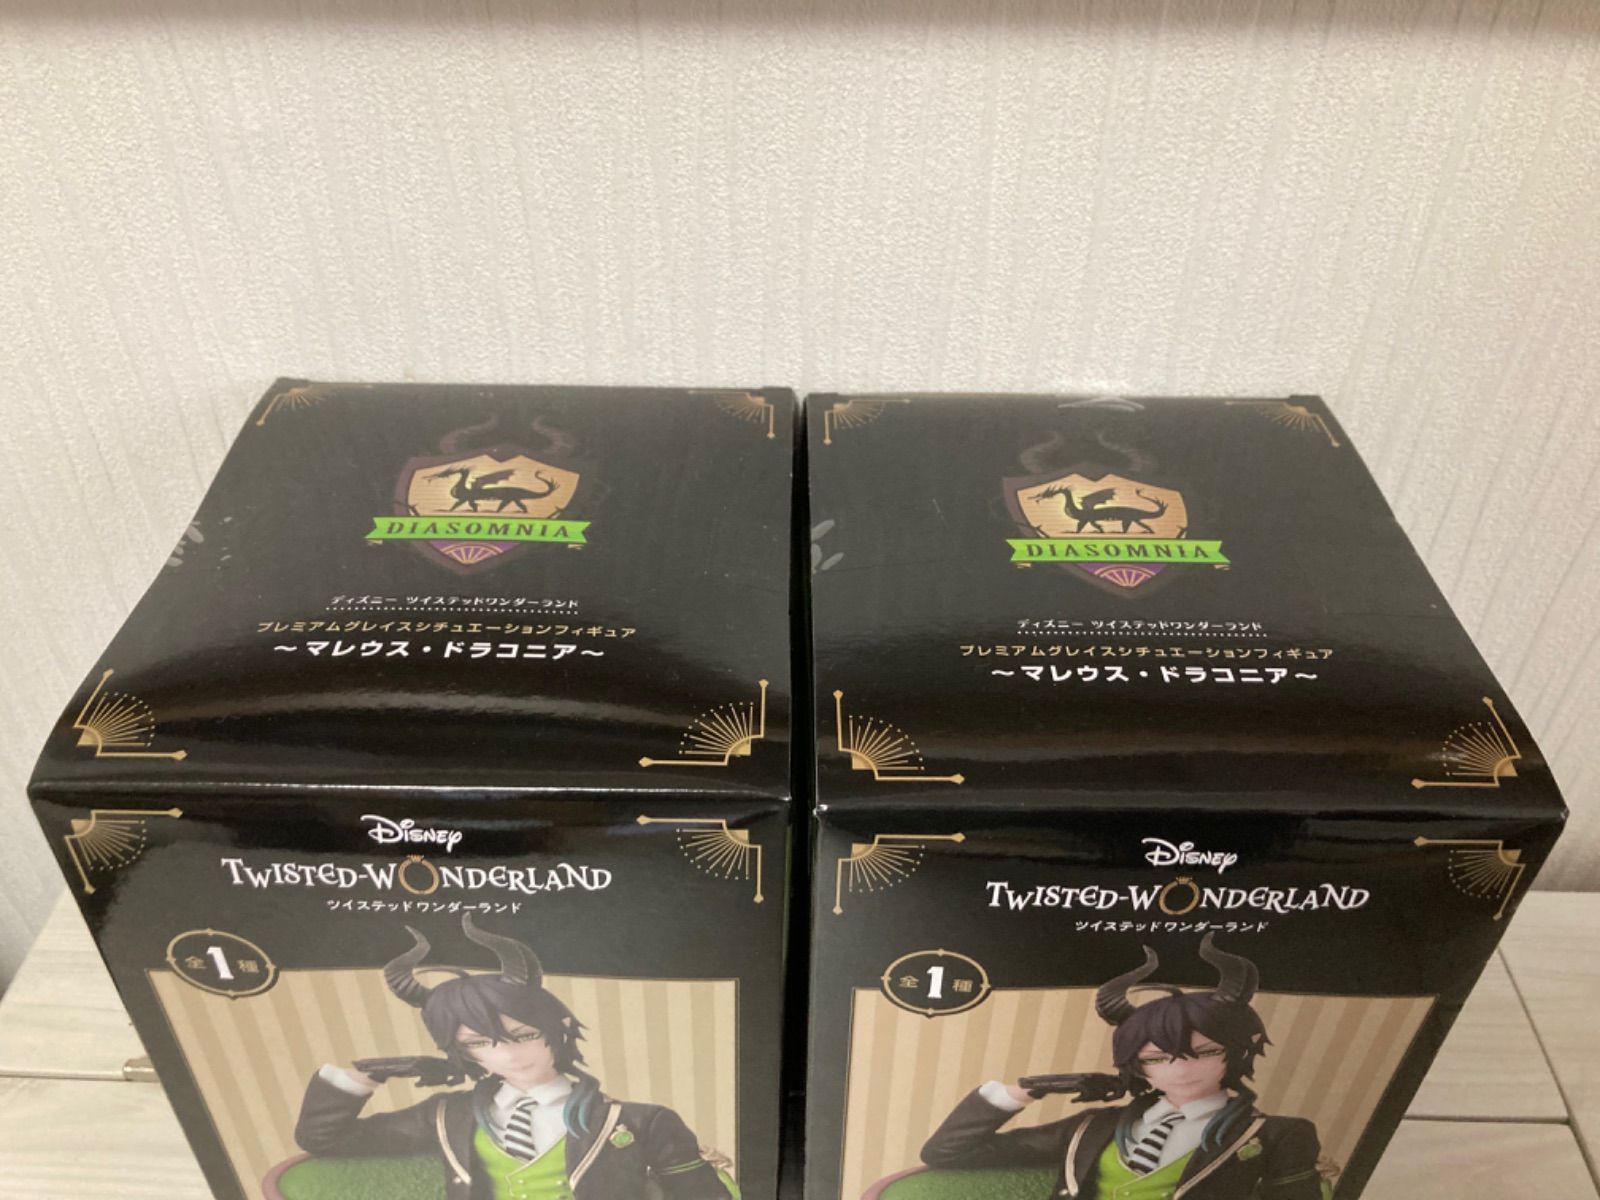 DIASOMNIA
ディズニー ツイステッドワンダーランド
プレミアムグレイスシチュエーションフィギュア
～マレウス・ドラコニア～
Disney
TWISTED-WONDERLAND
ツイステッドワンダーランド
全1種
DIASOMNIA
ディズニー ツイステッドワンダーランド
プレミアムグレイスシチュエーションフィギュア
～マレウス・ドラコニア～
Disney
TWISTED-WONDERLAND
ツイステッドワンダーランド
全1種